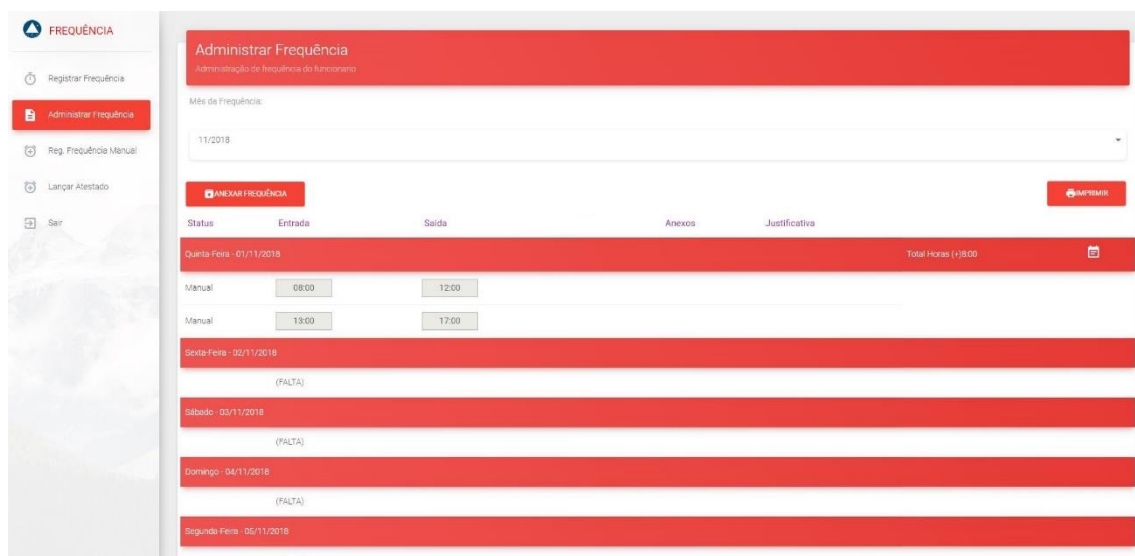 FREQUÊNCIA
Registrar Frequência
Administrar Frequência
Reg. Frequência Manual
Lançar Atestado
Sair
Administrar Frequência
Administração de frequência do funcionario
Mês da Frequência:
11/2018
ANEXAR FREQUÊNCIA
IMPRIMIR
Status Entrada Saída Anexos Justificativa
Quinta-Feira - 01/11/2018 Total Horas (+)8:00
Manual 08:00 12:00
Manual 13:00 17:00
Sexta-Feira - 02/11/2018
(FALTA)
Sábado - 03/11/2018
(FALTA)
Domingo - 04/11/2018
(FALTA)
Segunda-Feira - 05/11/2018